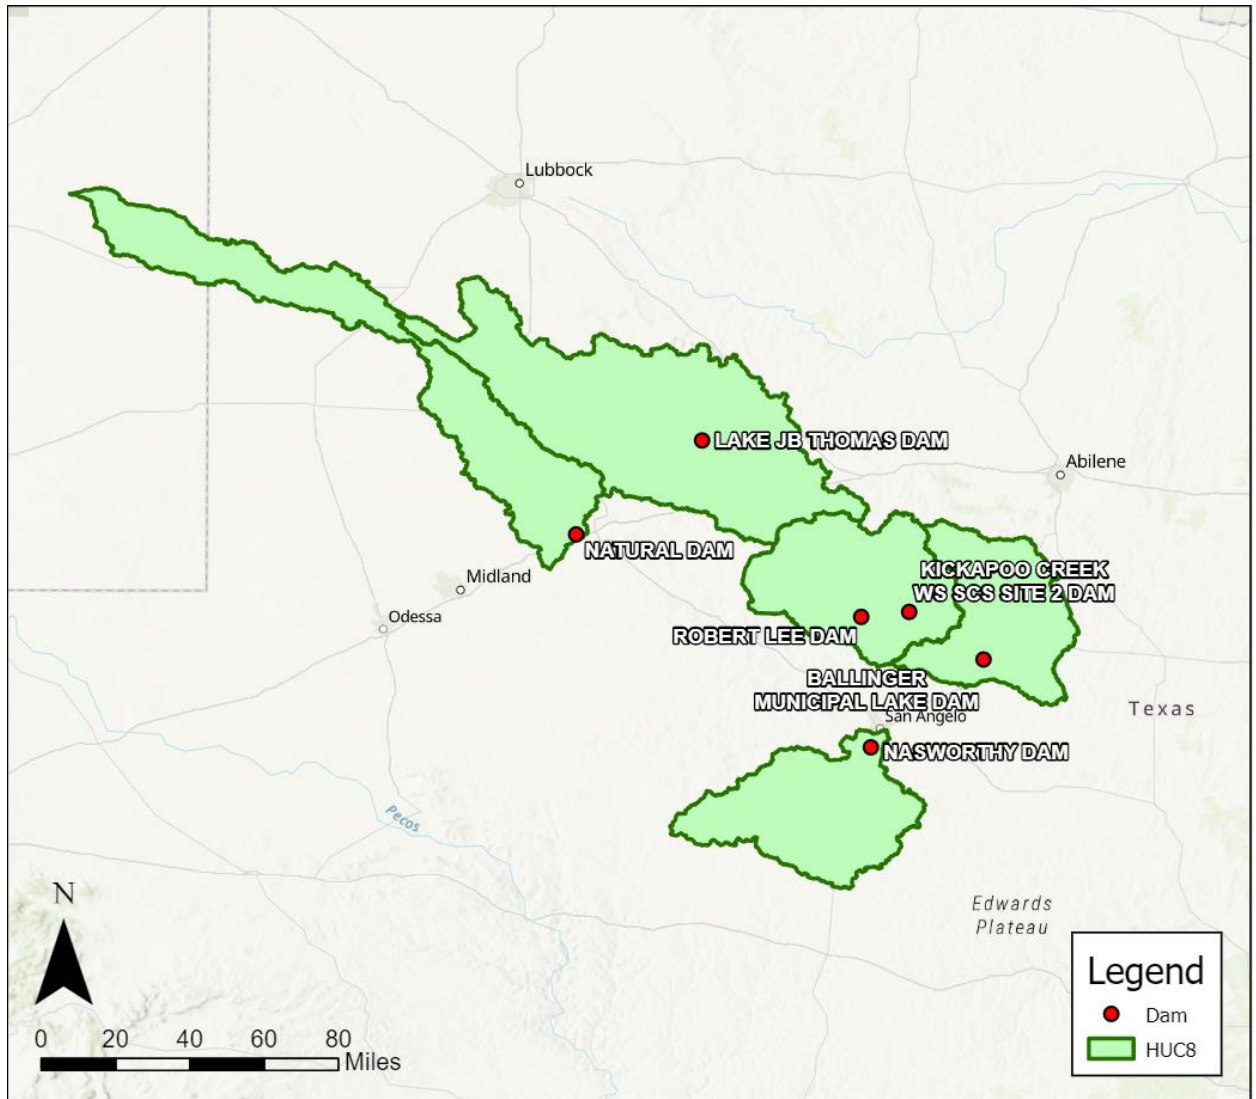 Lubbock
LAKE JB THOMAS DAM
Abilene
NATURAL DAM
Midland
KICKAPOO CREEK
WS SCS SITE 2 DAM
Odessa
ROBERT LEE DAM
BALLINGER
MUNICIPAL LAKE DAM
Texas
San Angelo
NASWORTHY DAM
Pecos
Edwards
Plateau
N
0 20 40 60 80
Miles
Legend
Dam
HUC8